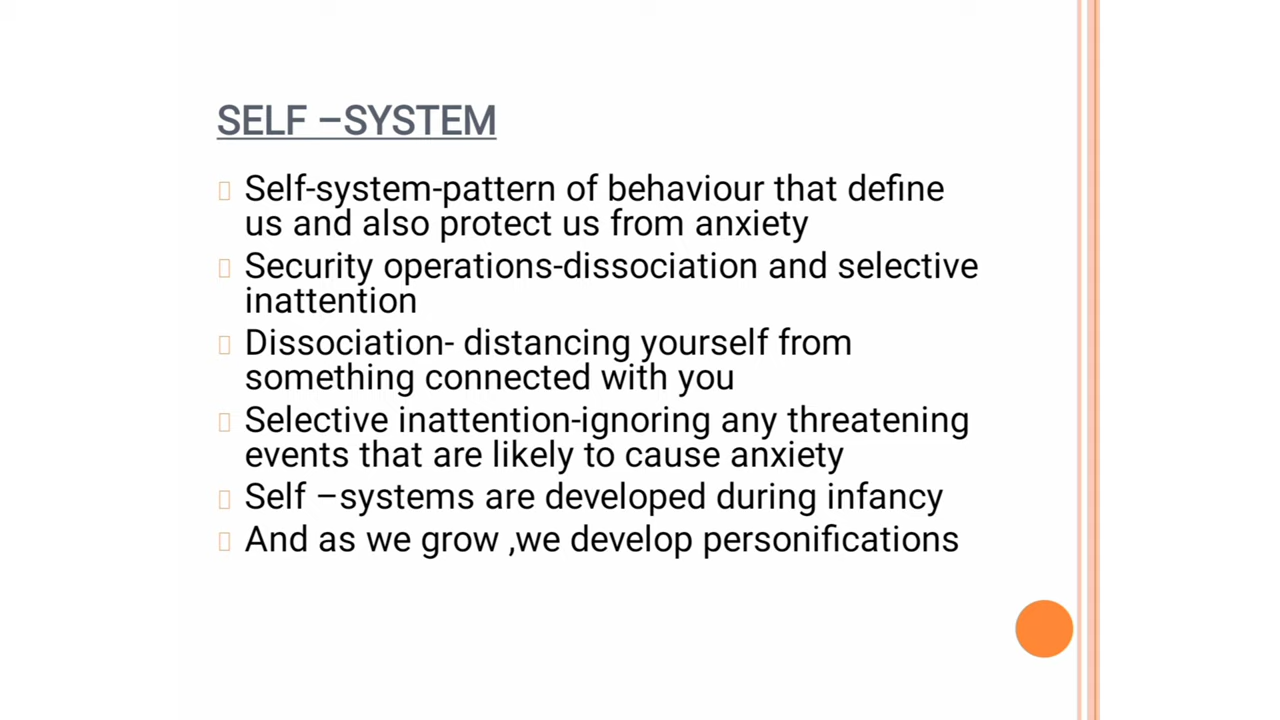 SELF –SYSTEM
Self-system-pattern of behaviour that define
us and also protect us from anxiety
Security operations-dissociation and selective
inattention
Dissociation- distancing yourself from
something connected with you
Selective inattention-ignoring any threatening
events that are likely to cause anxiety
Self –systems are developed during infancy
And as we grow ,we develop personifications